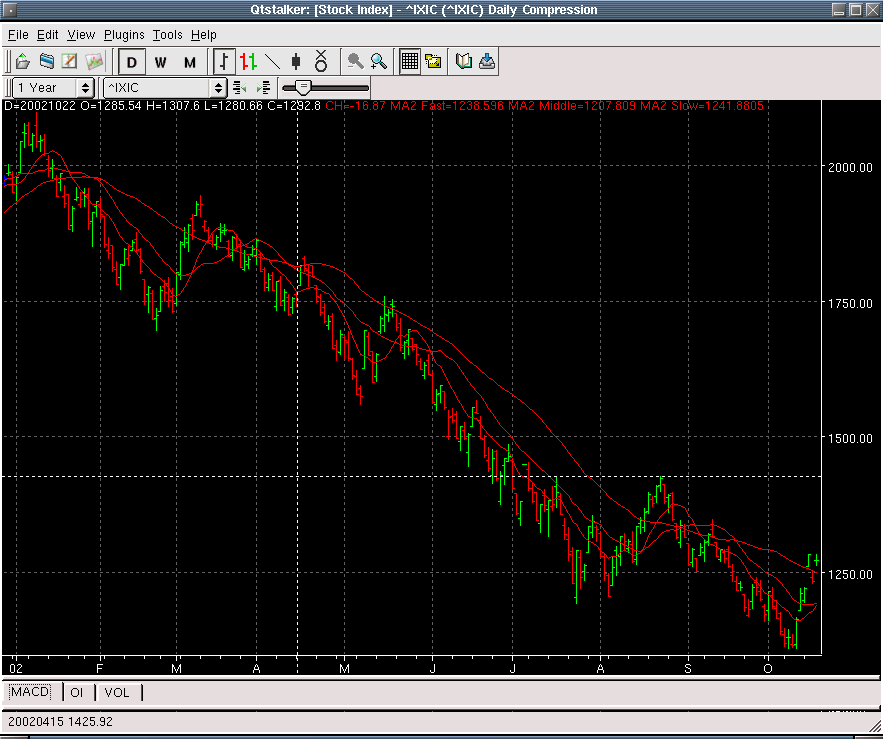 Qtstalker: [Stock Index] - ^IXIC (^IXIC) Daily Compression
File Edit View Plugins Tools Help
D W M
1 Year ^IXIC
D=20021022 O=1285.54 H=1307.6 L=1280.66 C=1292.8 CH=-16.87 MA2 Fast=1238.596 MA2 Middle=1207.809 MA2 Slow=1241.8805
2000.00
1750.00
1500.00
1250.00
02 F M A M J J A S O
MACD OI VOL
20020415 1425.92